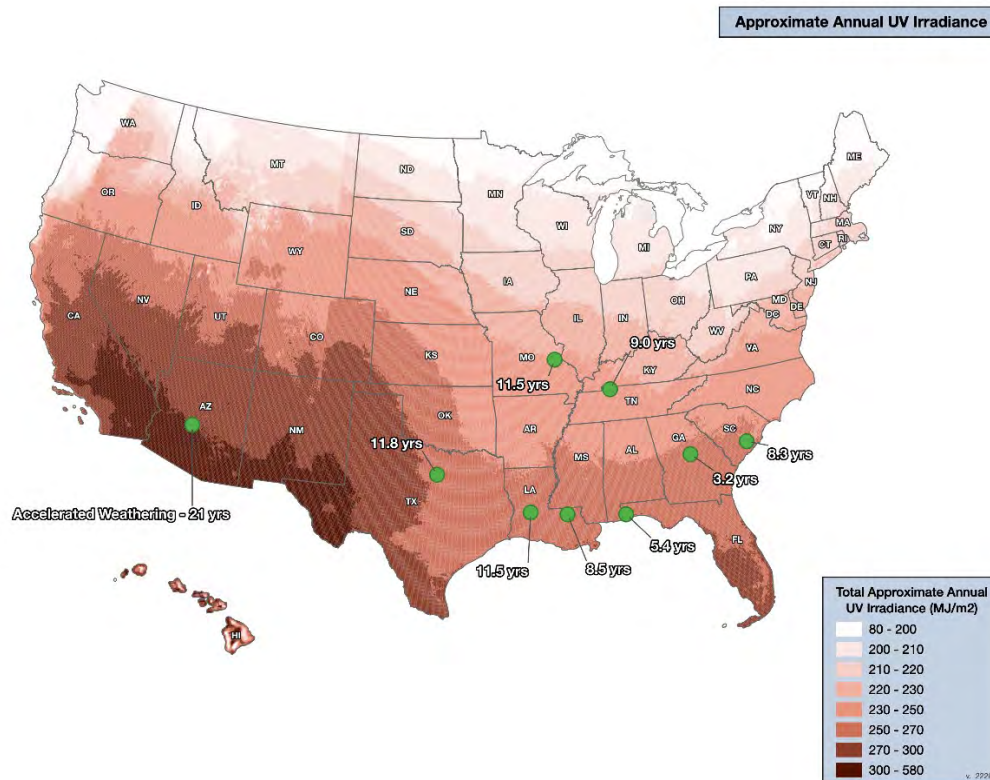 Approximate Annual UV Irradiance
WA
MT
ND
MN
ME
OR
ID
WY
SD
WI
MI
VT
NH
NY
MA
CT
RI
CA
NV
UT
CO
NE
IA
IL
IN
OH
PA
NJ
MD
DE
DC
WV
VA
KS
MO
KY
9.0 yrs
11.5 yrs
AZ
NM
OK
AR
TN
NC
SC
11.8 yrs
MS
AL
GA
8.3 yrs
3.2 yrs
TX
LA
FL
Accelerated Weathering - 21 yrs
11.5 yrs
8.5 yrs
5.4 yrs
HI
Total Approximate Annual
UV Irradiance (MJ/m2)
80 - 200
200 - 210
210 - 220
220 - 230
230 - 250
250 - 270
270 - 300
300 - 580